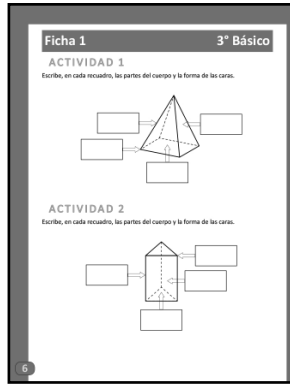 Ficha 1 3° Básico
ACTIVIDAD 1
Escribe, en cada recuadro, las partes del cuerpo y la forma de las caras.
ACTIVIDAD 2
Escribe, en cada recuadro, las partes del cuerpo y la forma de las caras.
6